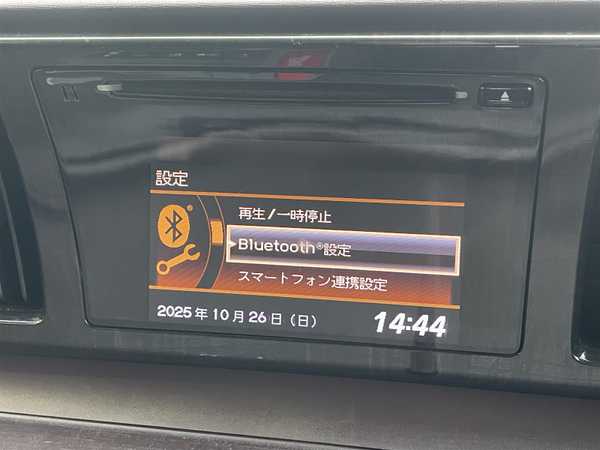 設定
再生/一時停止
Bluetooth®設定
スマートフォン連携設定
2025年10月26日(日)
14:44